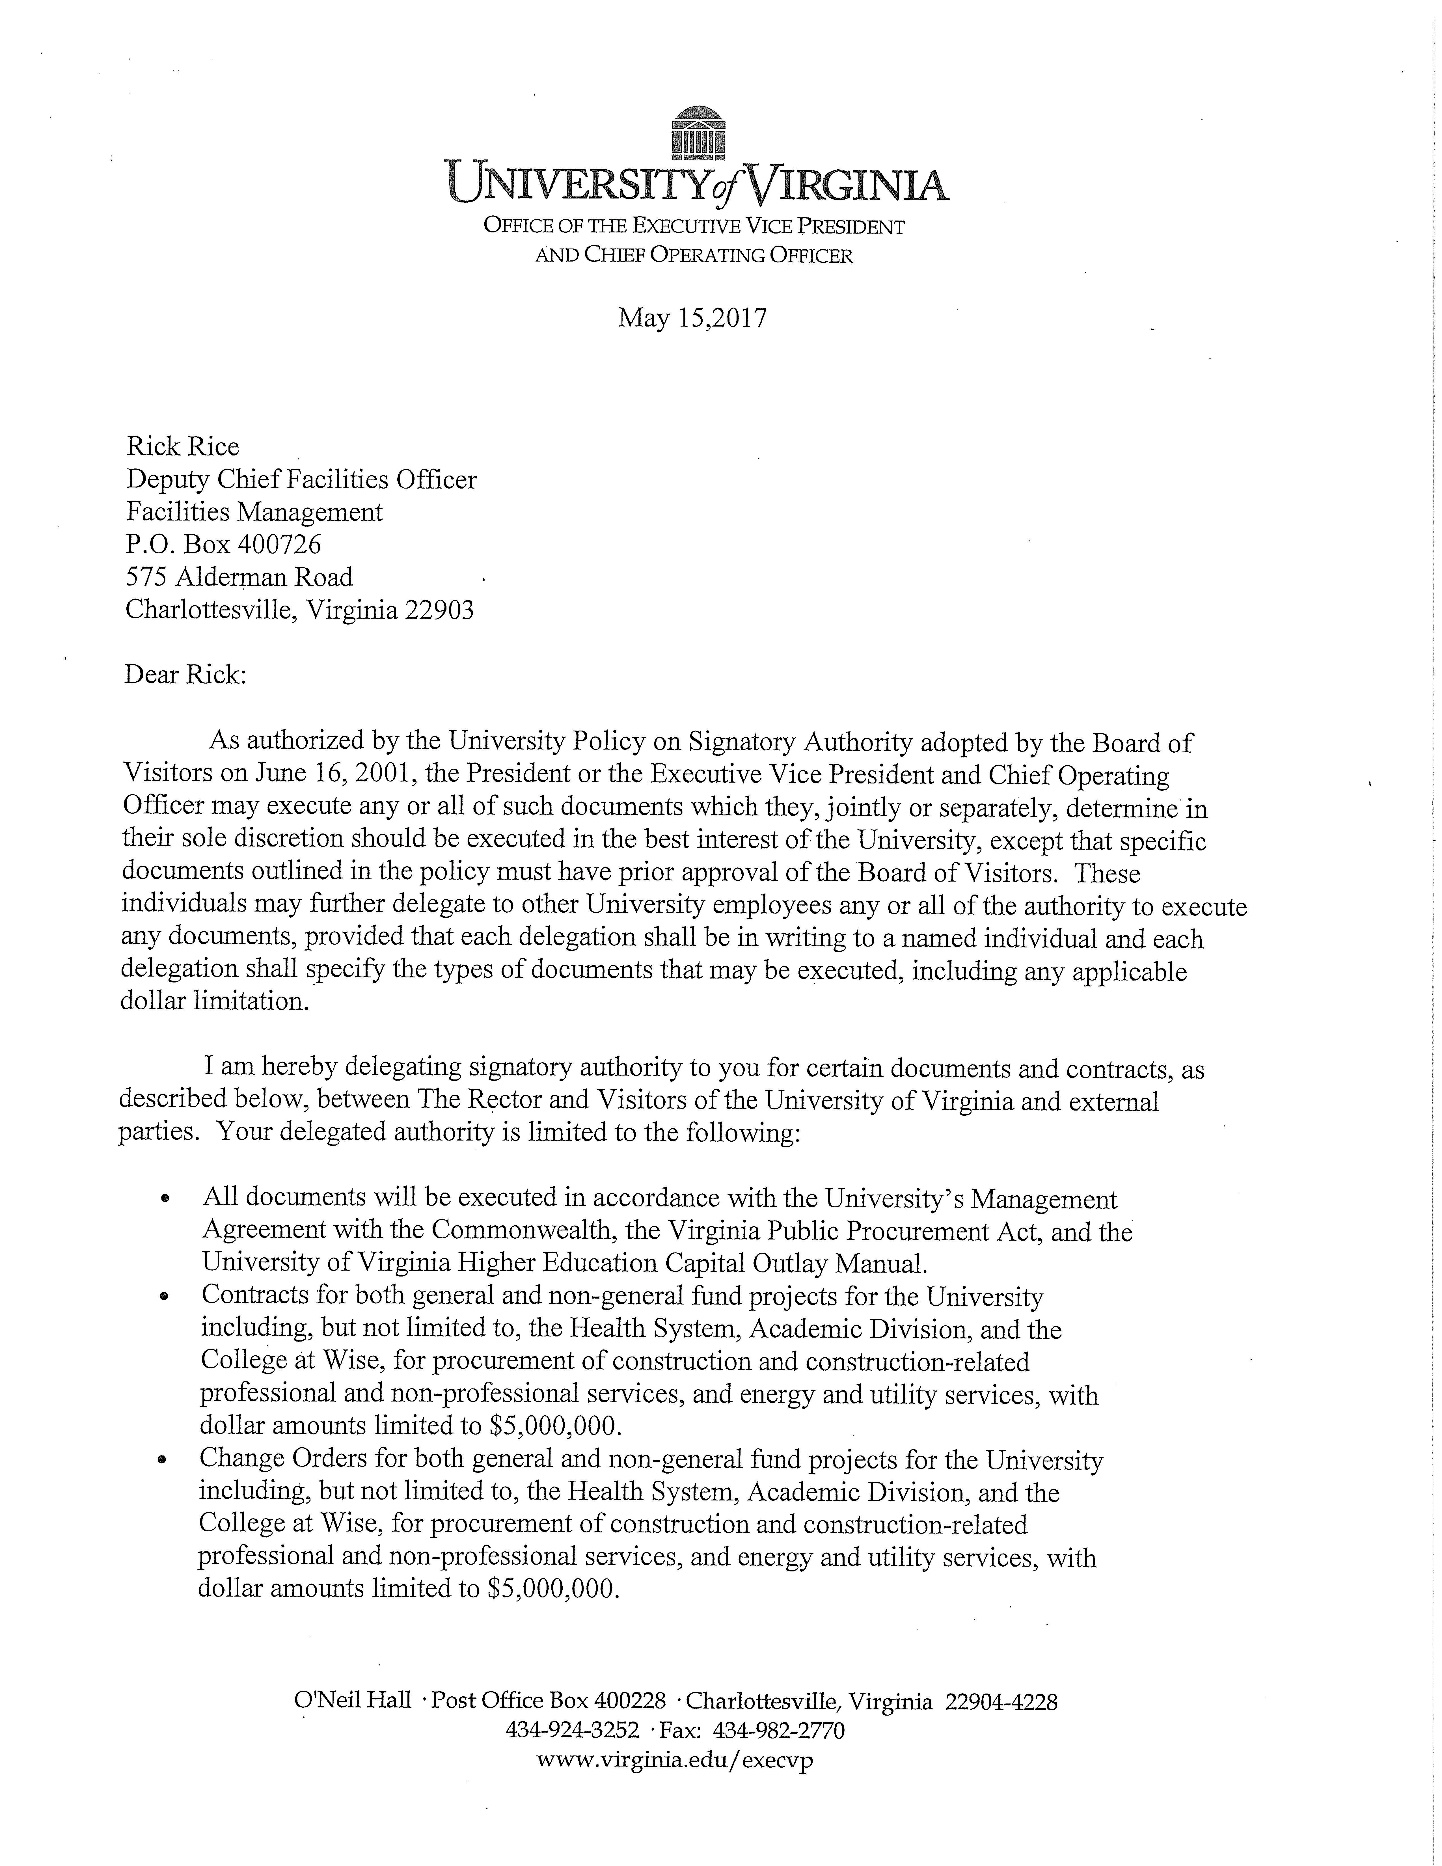 UNIVERSITY of VIRGINIA
OFFICE OF THE EXECUTIVE VICE PRESIDENT
AND CHIEF OPERATING OFFICER
May 15,2017
Rick Rice
Deputy Chief Facilities Officer
Facilities Management
P.O. Box 400726
575 Alderman Road
Charlottesville, Virginia 22903
Dear Rick:
As authorized by the University Policy on Signatory Authority adopted by the Board of
Visitors on June 16, 2001, the President or the Executive Vice President and Chief Operating
Officer may execute any or all of such documents which they, jointly or separately, determine in
their sole discretion should be executed in the best interest of the University, except that specific
documents outlined in the policy must have prior approval of the Board of Visitors. These
individuals may further delegate to other University employees any or all of the authority to execute
any documents, provided that each delegation shall be in writing to a named individual and each
delegation shall specify the types of documents that may be executed, including any applicable
dollar limitation.
I am hereby delegating signatory authority to you for certain documents and contracts, as
described below, between The Rector and Visitors of the University of Virginia and external
parties. Your delegated authority is limited to the following:
• All documents will be executed in accordance with the University's Management
Agreement with the Commonwealth, the Virginia Public Procurement Act, and the
University of Virginia Higher Education Capital Outlay Manual.
• Contracts for both general and non-general fund projects for the University
including, but not limited to, the Health System, Academic Division, and the
College at Wise, for procurement of construction and construction-related
professional and non-professional services, and energy and utility services, with
dollar amounts limited to $5,000,000.
• Change Orders for both general and non-general fund projects for the University
including, but not limited to, the Health System, Academic Division, and the
College at Wise, for procurement of construction and construction-related
professional and non-professional services, and energy and utility services, with
dollar amounts limited to $5,000,000.
O'Neil Hall · Post Office Box 400228 · Charlottesville, Virginia 22904-4228
434-924-3252 · Fax: 434-982-2770
www.virginia.edu/execvp